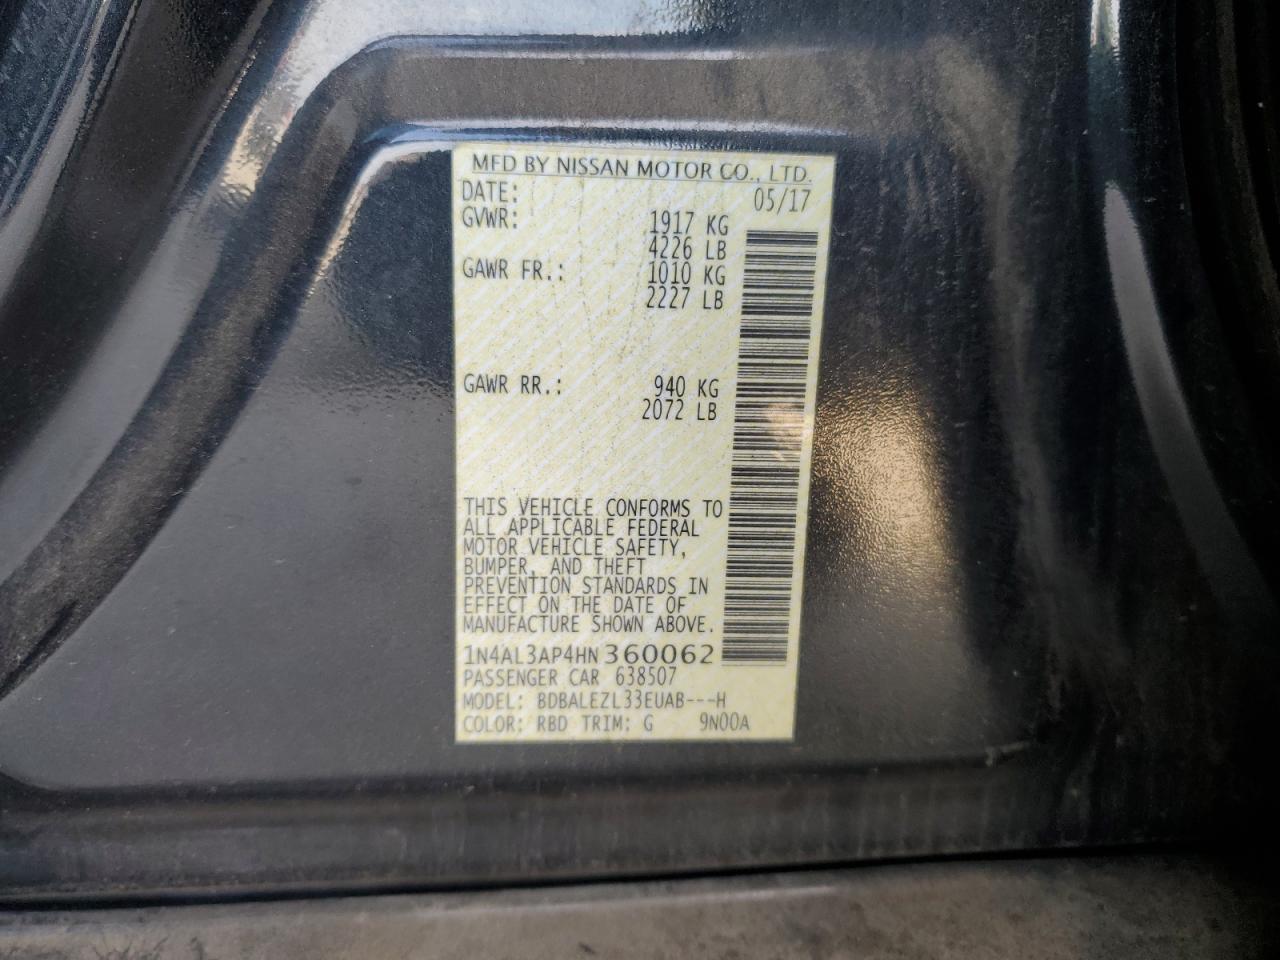 MFD BY NISSAN MOTOR CO., LTD.
DATE: 05/17
GVWR: 1917 KG
4226 LB
GAWR FR.: 1010 KG
2227 LB
GAWR RR.: 940 KG
2072 LB
THIS VEHICLE CONFORMS TO
ALL APPLICABLE FEDERAL
MOTOR VEHICLE SAFETY,
BUMPER, AND THEFT
PREVENTION STANDARDS IN
EFFECT ON THE DATE OF
MANUFACTURE SHOWN ABOVE.
1N4AL3AP4HN360062
PASSENGER CAR 638507
MODEL: BDBALEZL33EUAB---H
COLOR: RBD TRIM: G 9N00A